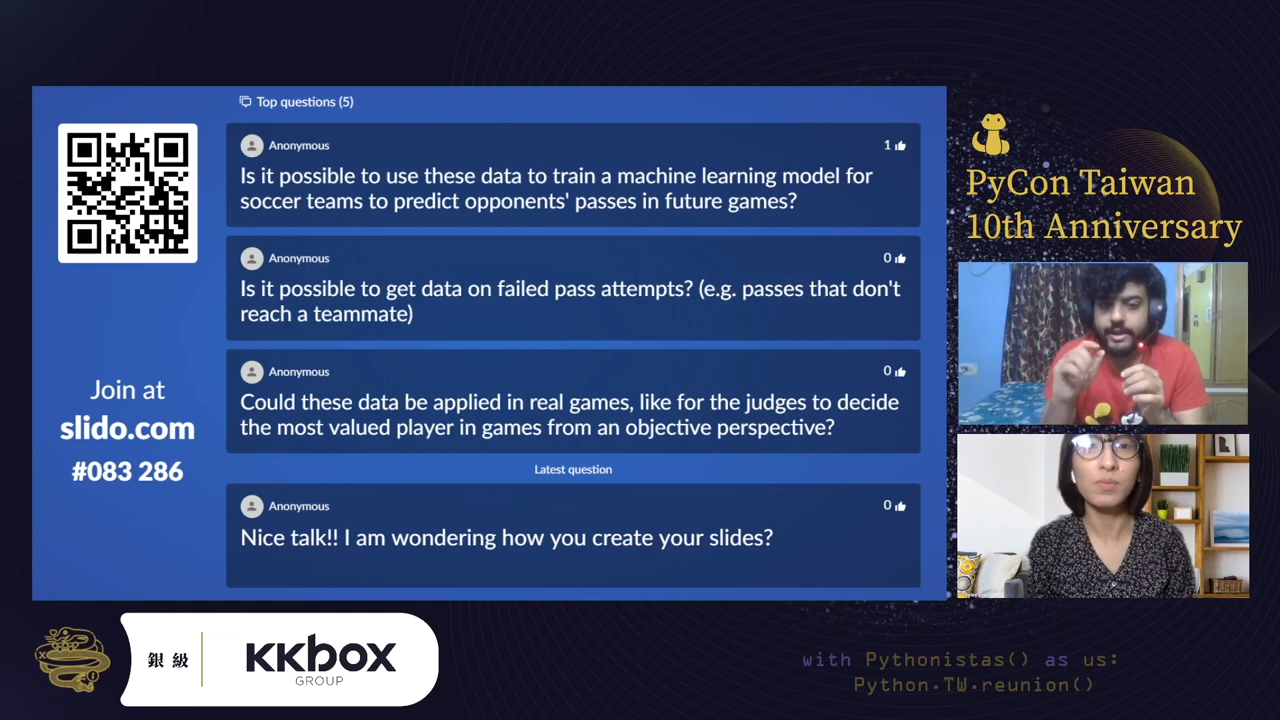 Top questions (5)
Anonymous
1
Is it possible to use these data to train a machine learning model for
soccer teams to predict opponents' passes in future games?
Anonymous
0
Is it possible to get data on failed pass attempts? (e.g. passes that don't
reach a teammate)
Anonymous
0
Could these data be applied in real games, like for the judges to decide
the most valued player in games from an objective perspective?
Latest question
Anonymous
0
Nice talk!! I am wondering how you create your slides?
Join at
slido.com
#083 286
PyCon Taiwan
10th Anniversary
銀級
KKBOX
GROUP
with Pythonistas() as us:
Python.TW.reunion()